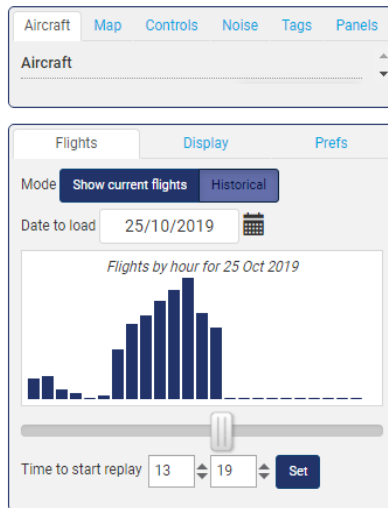 Aircraft Map Controls Noise Tags Panels
Aircraft
Flights Display Prefs
Mode Show current flights Historical
Date to load 25/10/2019
Flights by hour for 25 Oct 2019
Time to start replay 13 19 Set